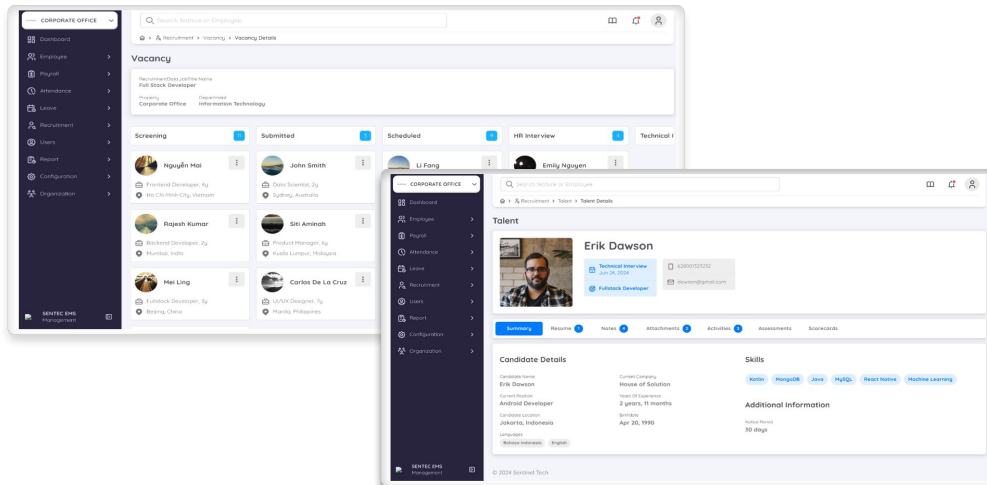 CORPORATE OFFICE
Search feature or Employee
Recruitment > Vacancy > Vacancy Details
Dashboard
Employee
Payroll
Attendance
Leave
Recruitment
Users
Report
Configuration
Organization
SENTEC EMS
Management
Vacancy
RecruitmentData.JobTitle Name
Full Stack Developer
Property
Corporate Office
Department
Information Technology
Screening
Submitted
Scheduled
HR Interview
Technical I
Nguyễn Mai
Frontend Developer, 4y
Ho Chi Minh City, Vietnam
John Smith
Data Scientist, 2y
Sydney, Australia
Li Fang
Emily Nguyen
Rajesh Kumar
Backend Developer, 2y
Mumbai, India
Siti Aminah
Product Manager, 6y
Kuala Lumpur, Malaysia
Mei Ling
Beijing, China
Carlos De La Cruz
UI/UX Designer, 7y
Manila, Philippines
CORPORATE OFFICE
Search feature or Employee
Recruitment > Talent > Talent Details
Dashboard
Employee
Payroll
Attendance
Leave
Recruitment
Users
Report
Configuration
Organization
SENTEC EMS
Management
Talent
Erik Dawson
Technical Interview
Jun 24, 2024
Fullstack Developer
dawson@gmail.com
Summary
Resume 1
Notes 4
Attachments 2
Activities 3
Assessments
Scorecards
Candidate Details
Candidate Name
Erik Dawson
Current Position
Android Developer
Candidate Location
Jakarta, Indonesia
Languages
Bahasa Indonesia
English
Current Company
House of Solution
Years Of Experience
2 years, 11 months
Birthdate
Apr 20, 1990
Skills
Kotlin
MongoDB
Java
MySQL
React Native
Machine Learning
Additional Information
Notice Period
30 days
© 2024 Sentinel Tech